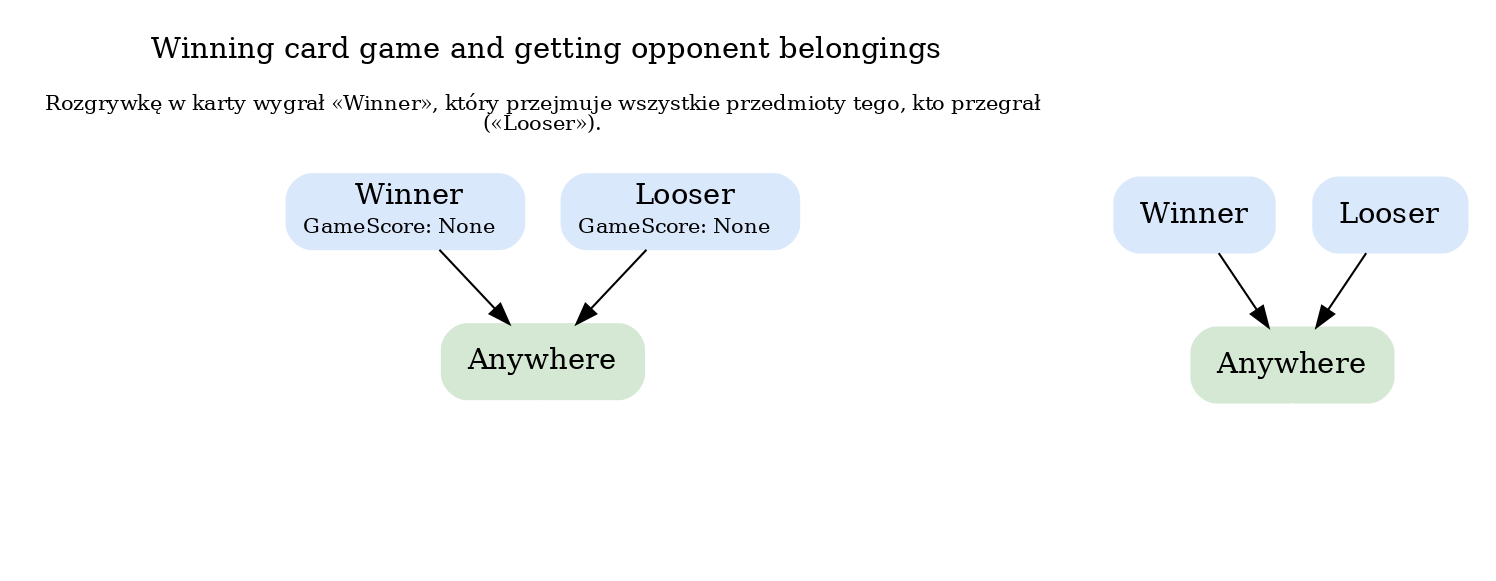 Winning card game and getting opponent belongings
Rozgrywkę w karty wygrał «Winner», który przejmuje wszystkie przedmioty tego, kto przegrał
(«Looser»).
Winner
GameScore: None
Looser
GameScore: None
Anywhere
Winner
Looser
Anywhere